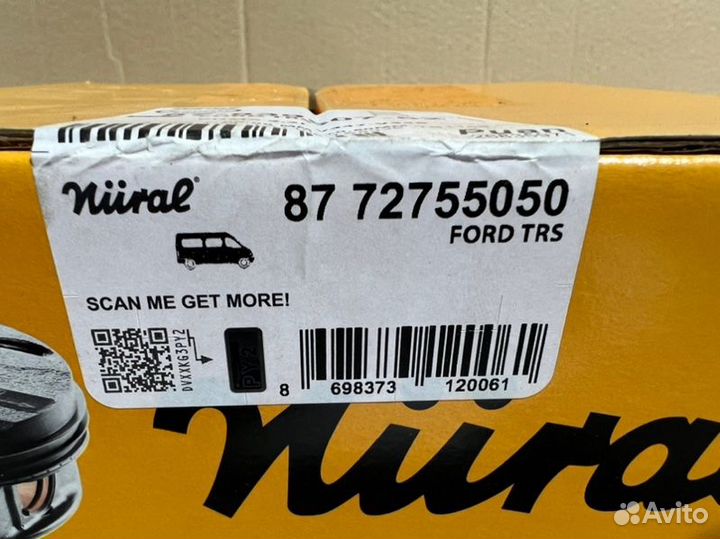 Nüral
87 72755050
FORD TRS
SCAN ME GET MORE!
DVXXKG3PY2
PY2
8 698373 120061
Nüral
Avito